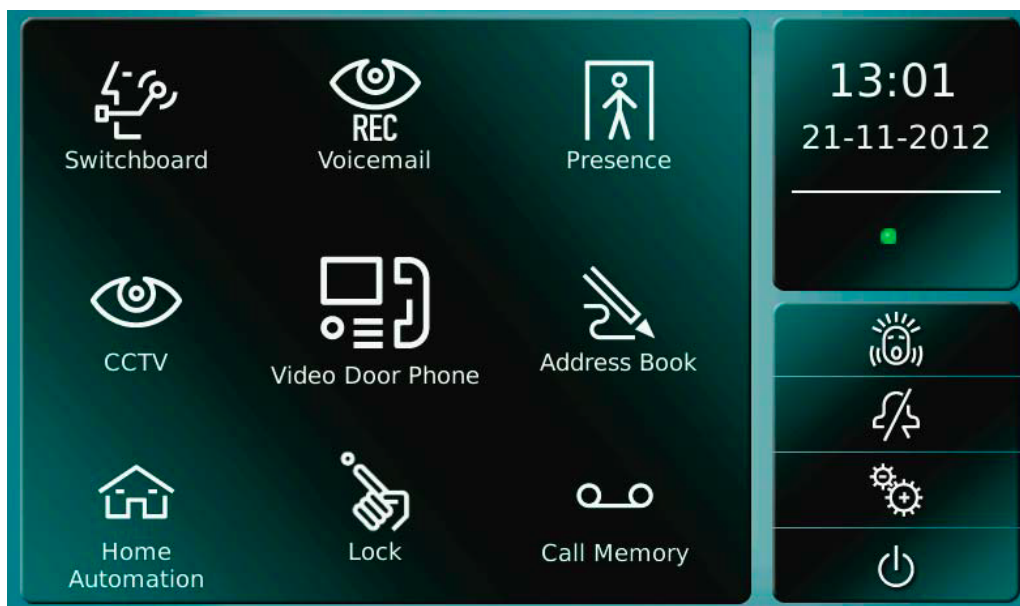 REC
Switchboard
Voicemail
Presence
CCTV
Video Door Phone
Address Book
Home
Automation
Lock
Call Memory
13:01
21-11-2012